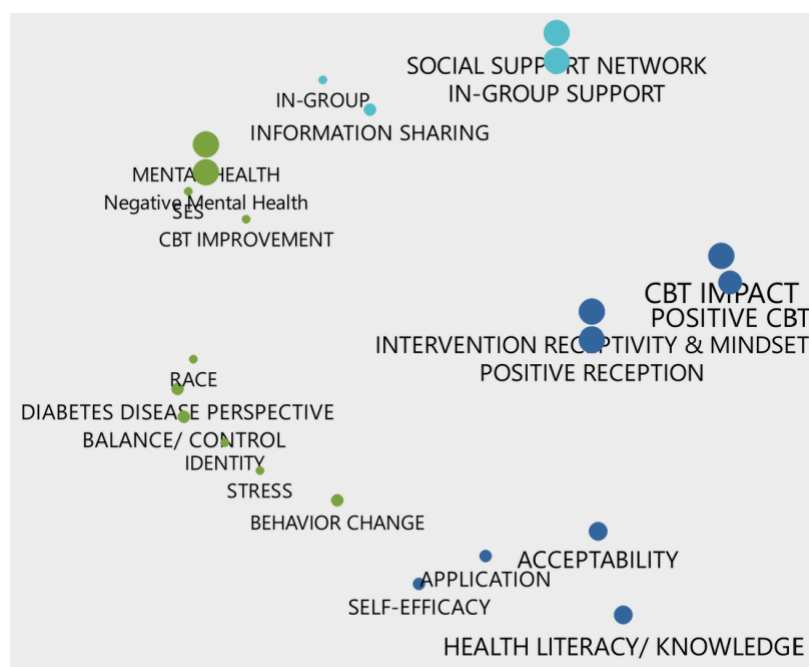 SOCIAL SUPPORT NETWORK
IN-GROUP SUPPORT
IN-GROUP
INFORMATION SHARING
MENTAL HEALTH
Negative Mental Health
SES
CBT IMPROVEMENT
CBT IMPACT
POSITIVE CBT
INTERVENTION RECEPTIVITY & MINDSET
POSITIVE RECEPTION
RACE
DIABETES DISEASE PERSPECTIVE
BALANCE/ CONTROL
IDENTITY
STRESS
BEHAVIOR CHANGE
ACCEPTABILITY
APPLICATION
SELF-EFFICACY
HEALTH LITERACY/ KNOWLEDGE